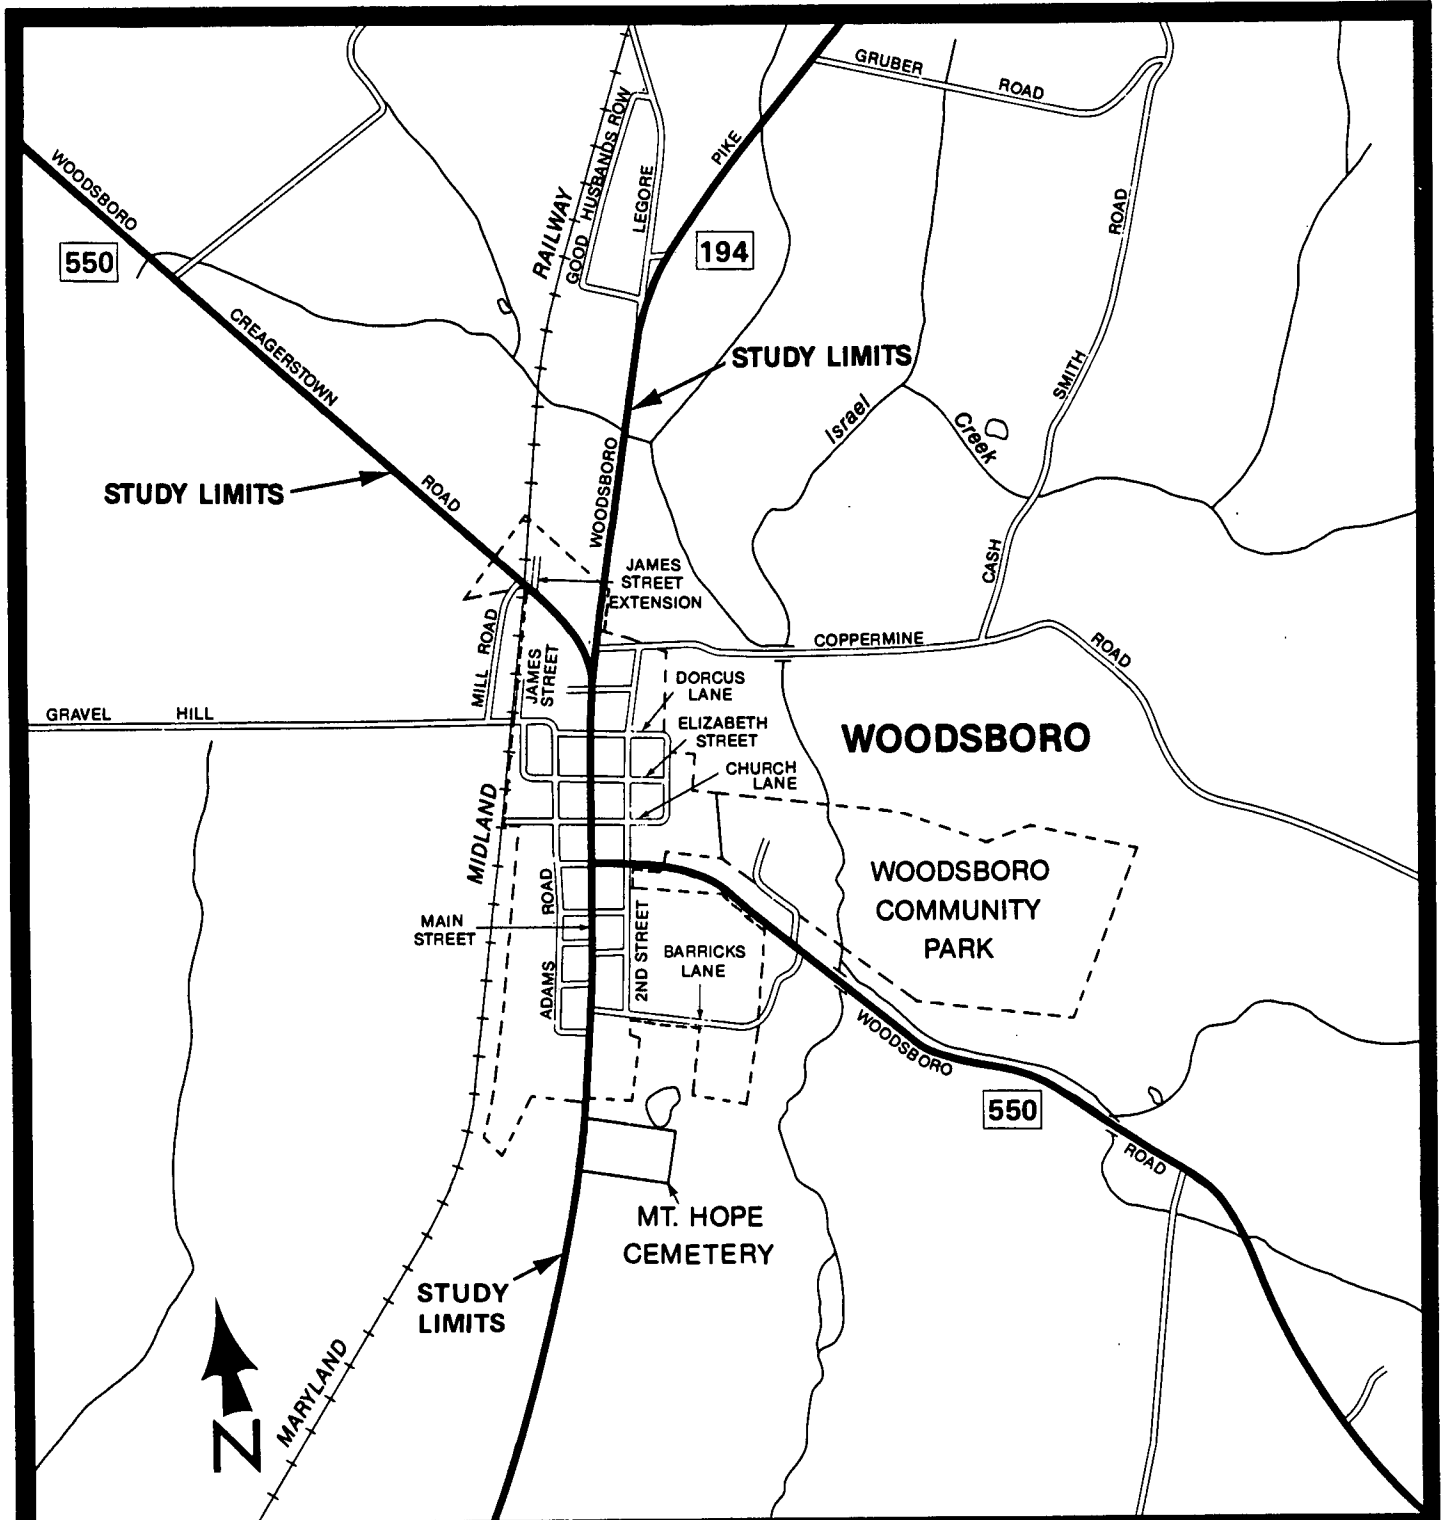 GRUBER ROAD
WOODSBORO
PIKE
GOOD HUSBANDS ROW
LEGORE
ROAD
RAILWAY
550
194
CREAGERSTOWN
STUDY LIMITS
SMITH
Israel
Creek
STUDY LIMITS
ROAD
WOODSBORO
CASH
JAMES
STREET
EXTENSION
MILL ROAD
JAMES
STREET
COPPERMINE
ROAD
DORCUS
LANE
GRAVEL HILL
ELIZABETH
STREET
WOODSBORO
CHURCH
LANE
MIDLAND
WOODSBORO
COMMUNITY
PARK
ADAMS ROAD
MAIN
STREET
2ND STREET
BARRICKS
LANE
WOODSBORO
550
ROAD
MT. HOPE
CEMETERY
STUDY
LIMITS
MARYLAND
N